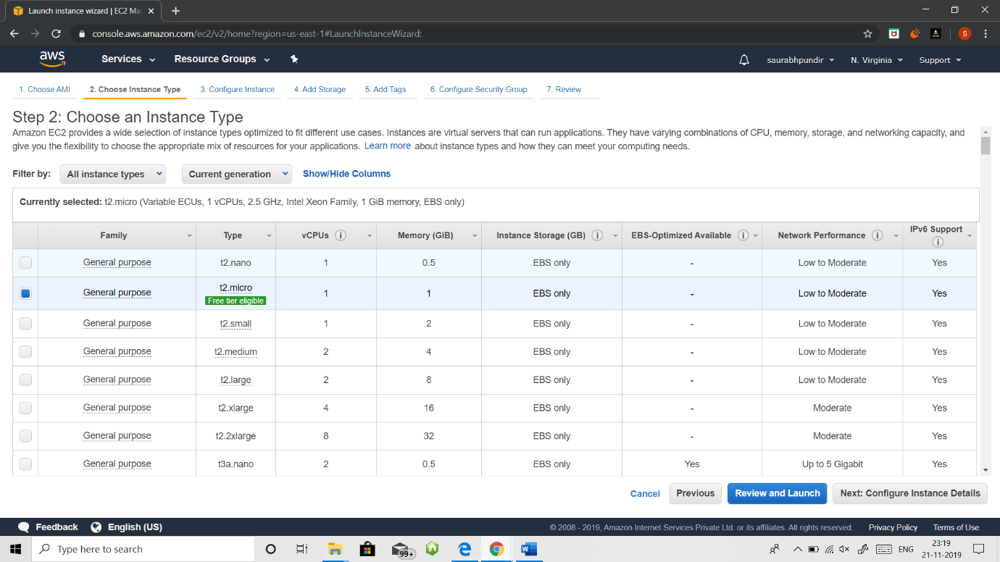 Launch instance wizard | EC2 Ma
console.aws.amazon.com/ec2/v2/home?region=us-east-1#LaunchInstanceWizard:
S
aws Services Resource Groups saurabhpundir N. Virginia Support
1. Choose AMI 2. Choose Instance Type 3. Configure Instance 4. Add Storage 5. Add Tags 6. Configure Security Group 7. Review
Step 2: Choose an Instance Type
Amazon EC2 provides a wide selection of instance types optimized to fit different use cases. Instances are virtual servers that can run applications. They have varying combinations of CPU, memory, storage, and networking capacity, and
give you the flexibility to choose the appropriate mix of resources for your applications. Learn more about instance types and how they can meet your computing needs.
Filter by: All instance types Current generation Show/Hide Columns
Currently selected: t2.micro (Variable ECUs, 1 vCPUs, 2.5 GHz, Intel Xeon Family, 1 GiB memory, EBS only)
Family Type vCPUs Memory (GiB) Instance Storage (GB) EBS-Optimized Available Network Performance IPv6 Support
General purpose t2.nano 1 0.5 EBS only - Low to Moderate Yes
General purpose t2.micro 1 1 EBS only - Low to Moderate Yes
Free tier eligible
General purpose t2.small 1 2 EBS only - Low to Moderate Yes
General purpose t2.medium 2 4 EBS only - Low to Moderate Yes
General purpose t2.large 2 8 EBS only - Low to Moderate Yes
General purpose t2.xlarge 4 16 EBS only - Moderate Yes
General purpose t2.2xlarge 8 32 EBS only - Moderate Yes
General purpose t3a.nano 2 0.5 EBS only Yes Up to 5 Gigabit Yes
Cancel Previous Review and Launch Next: Configure Instance Details
Feedback English (US) © 2008 - 2019, Amazon Internet Services Private Ltd. or its affiliates. All rights reserved. Privacy Policy Terms of Use
Type here to search 99+ ENG 23:19
21-11-2019